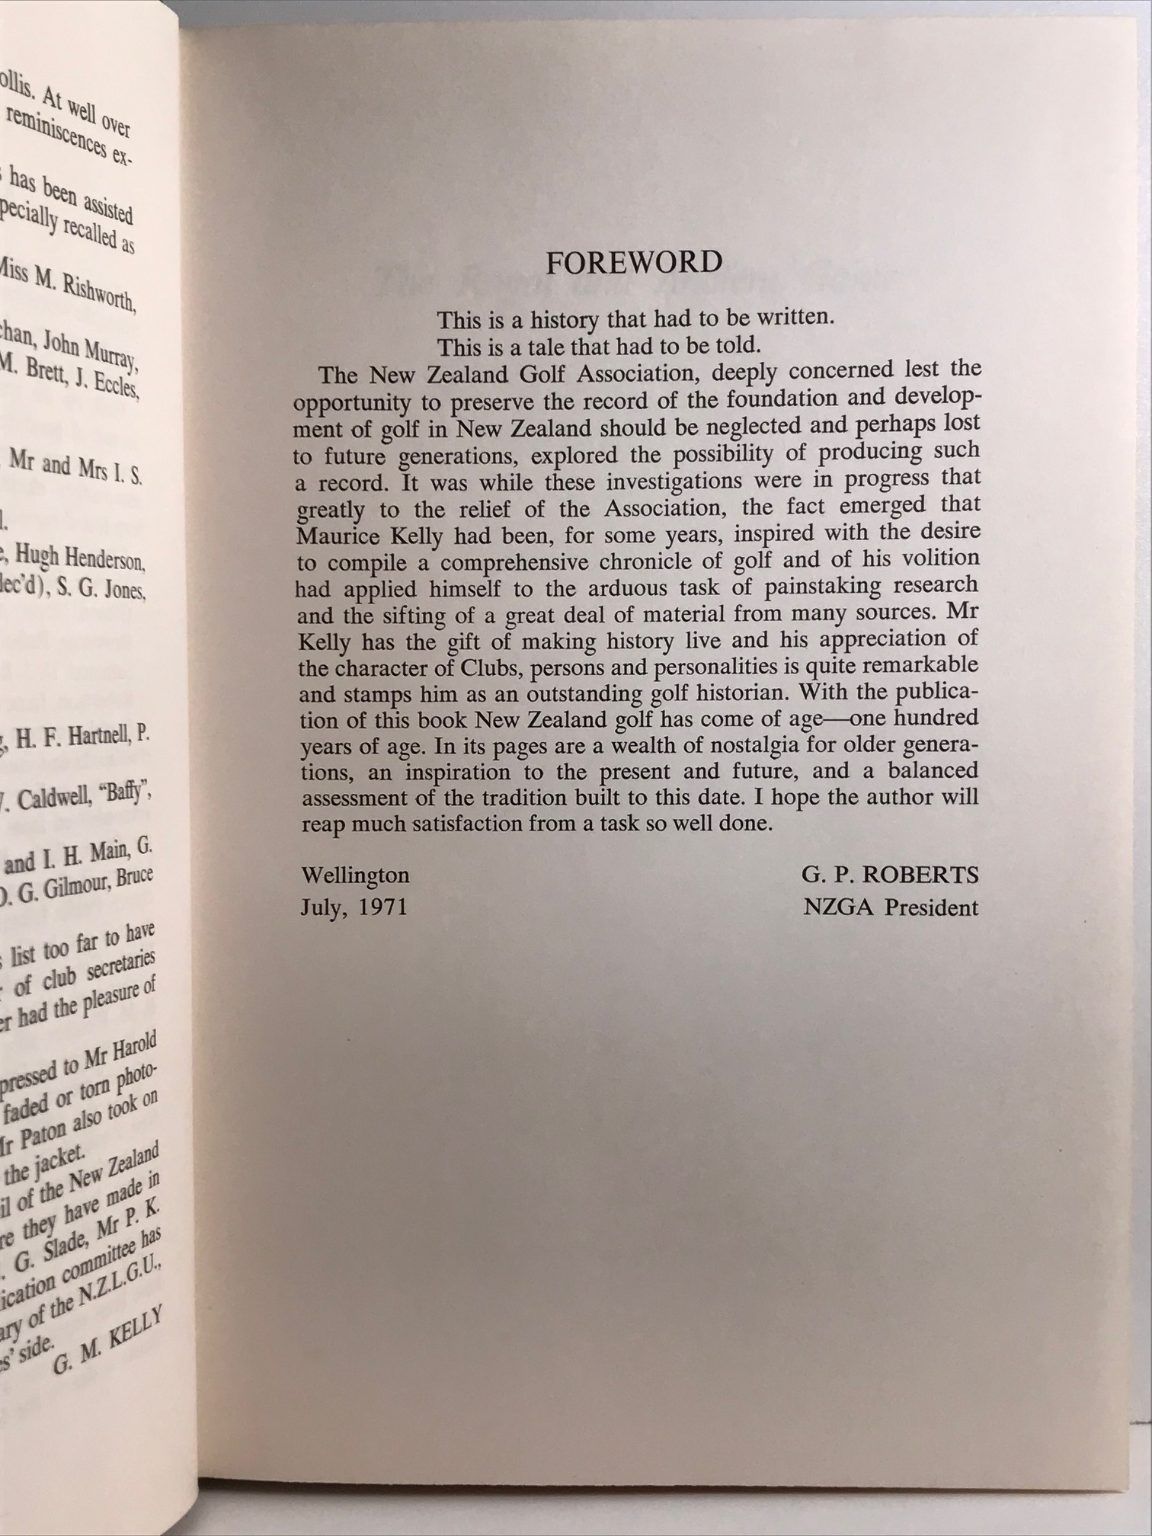 ollis. At well over
reminiscences ex-
has been assisted
pecially recalled as
Miss M. Rishworth,
chan, John Murray,
M. Brett, J. Eccles,
Mr and Mrs I. S.
l.
e, Hugh Henderson,
dec'd), S. G. Jones,
g, H. F. Hartnell, P.
V. Caldwell, “Baffy”,
and I. H. Main, G.
D. G. Gilmour, Bruce
s list too far to have
r of club secretaries
er had the pleasure of
pressed to Mr Harold
faded or torn photo-
Mr Paton also took on
the jacket.
il of the New Zealand
re they have made in
. G. Slade, Mr P. K.
ication committee has
ary of the N.Z.L.G.U.,
es' side.
G. M. KELLY
FOREWORD
This is a history that had to be written.
This is a tale that had to be told.
The New Zealand Golf Association, deeply concerned lest the
opportunity to preserve the record of the foundation and develop-
ment of golf in New Zealand should be neglected and perhaps lost
to future generations, explored the possibility of producing such
a record. It was while these investigations were in progress that
greatly to the relief of the Association, the fact emerged that
Maurice Kelly had been, for some years, inspired with the desire
to compile a comprehensive chronicle of golf and of his volition
had applied himself to the arduous task of painstaking research
and the sifting of a great deal of material from many sources. Mr
Kelly has the gift of making history live and his appreciation of
the character of Clubs, persons and personalities is quite remarkable
and stamps him as an outstanding golf historian. With the publica-
tion of this book New Zealand golf has come of age—one hundred
years of age. In its pages are a wealth of nostalgia for older genera-
tions, an inspiration to the present and future, and a balanced
assessment of the tradition built to this date. I hope the author will
reap much satisfaction from a task so well done.
Wellington G. P. ROBERTS
July, 1971 NZGA President